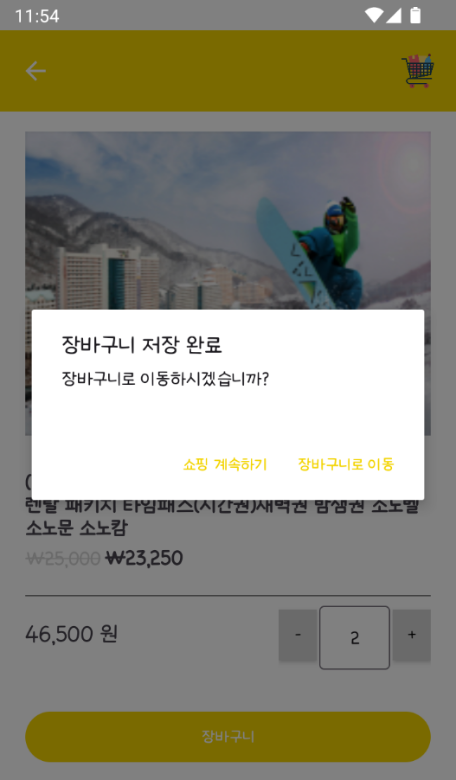 11:54
장바구니 저장 완료
장바구니로 이동하시겠습니까?
쇼핑 계속하기 장바구니로 이동
렌탈 패키지 타임패스(시간권)새벽권 밤샘권 소노벨
소노문 소노캄
₩25,000 ₩23,250
46,500 원 - 2 +
장바구니